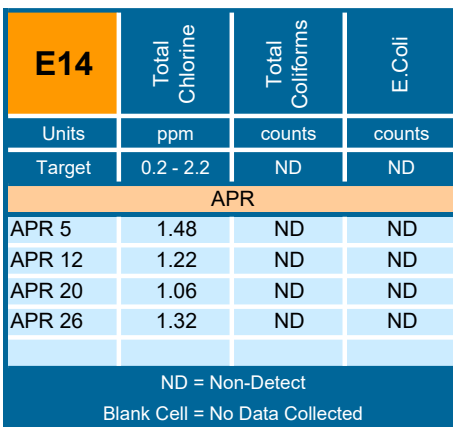 E14 Total Chlorine Total Coliforms E.Coli
Units ppm counts counts
Target 0.2 - 2.2 ND ND
APR
APR 5 1.48 ND ND
APR 12 1.22 ND ND
APR 20 1.06 ND ND
APR 26 1.32 ND ND
ND = Non-Detect
Blank Cell = No Data Collected